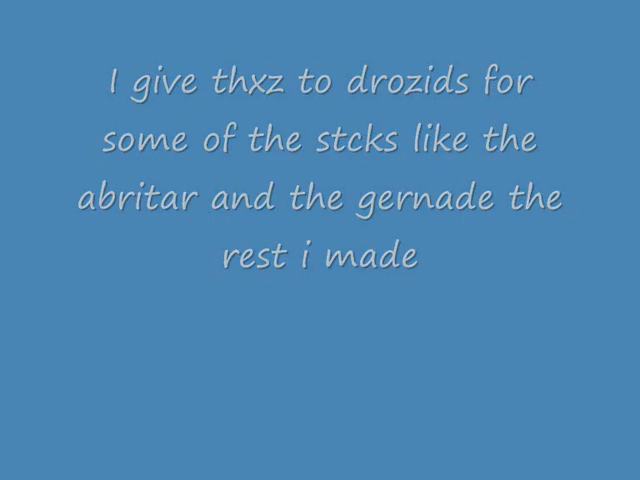 I give thxz to drozids for
some of the stcks like the
abritar and the gernade the
rest i made